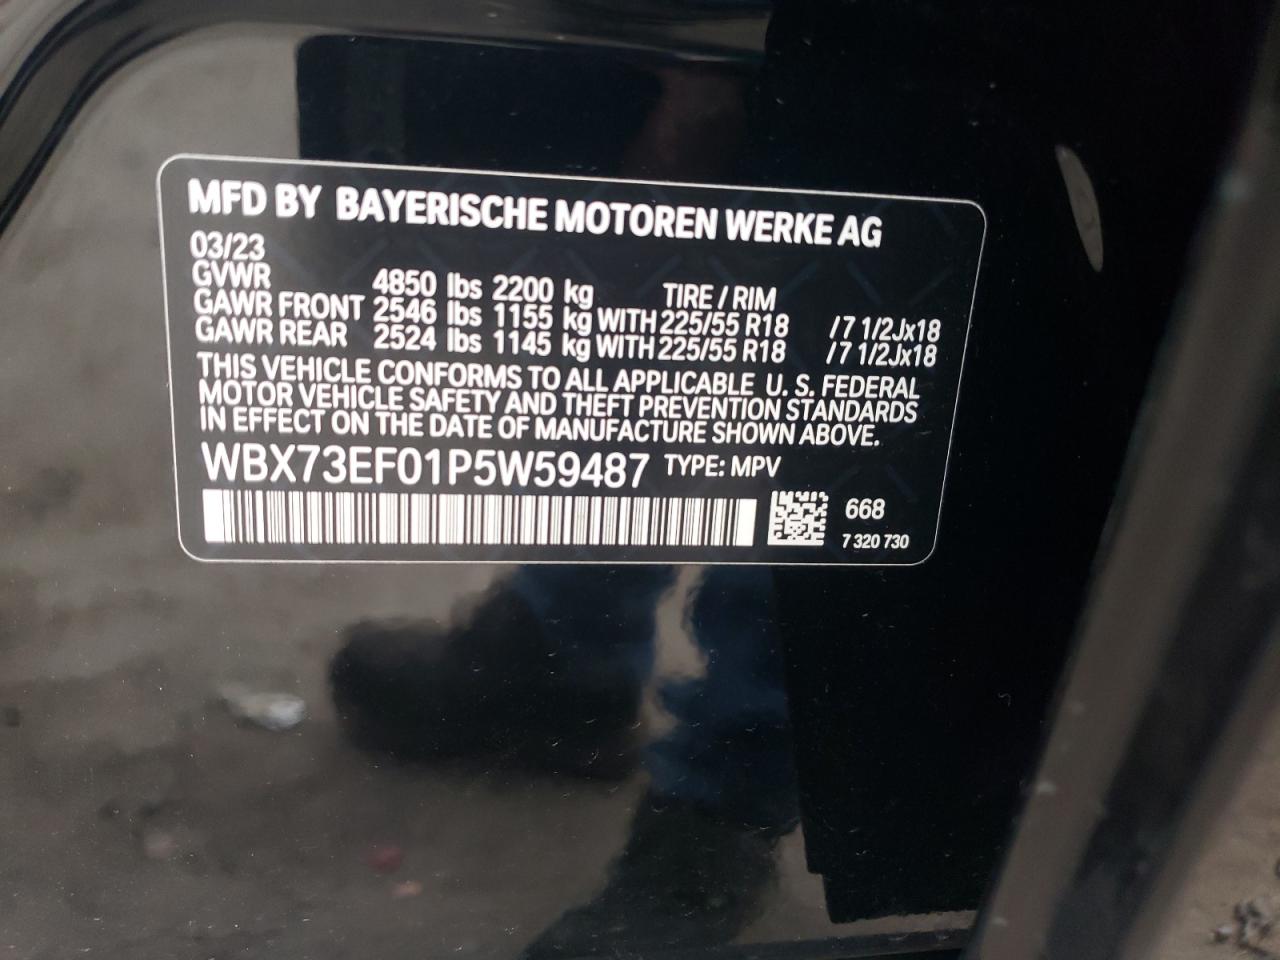 MFD BY BAYERISCHE MOTOREN WERKE AG
03/23
GVWR 4850 lbs 2200 kg TIRE / RIM
GAWR FRONT 2546 lbs 1155 kg WITH 225/55 R18 /7 1/2Jx18
GAWR REAR 2524 lbs 1145 kg WITH 225/55 R18 /7 1/2Jx18
THIS VEHICLE CONFORMS TO ALL APPLICABLE U. S. FEDERAL
MOTOR VEHICLE SAFETY AND THEFT PREVENTION STANDARDS
IN EFFECT ON THE DATE OF MANUFACTURE SHOWN ABOVE.
WBX73EF01P5W59487 TYPE: MPV
668
7 320 730